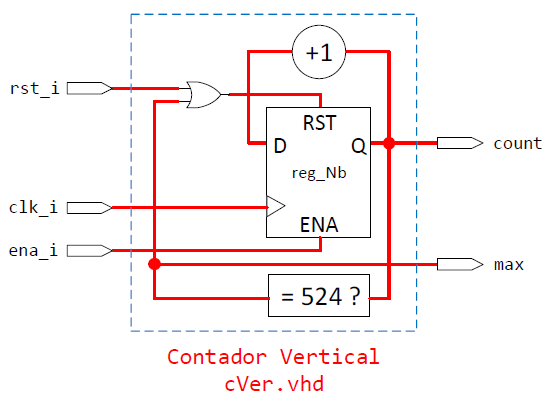 +1
rst_i
RST
D
Q
count
reg_Nb
clk_i
ENA
ena_i
max
= 524 ?
Contador Vertical
cVer.vhd